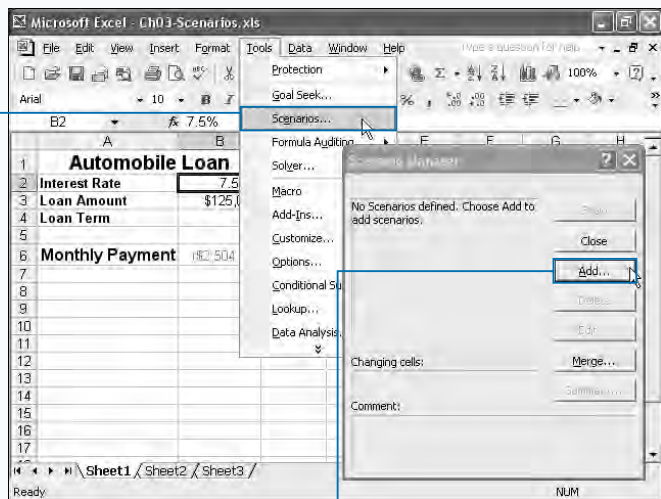 Microsoft Excel - Ch03-Scenarios.xls
File Edit View Insert Format Tools Data Window Help Type a question for help
100%
Arial 10 B I % ,
B2 fx 7.5%
Protection
Goal Seek...
Scenarios...
Formula Auditing
Solver...
Macro
Add-Ins...
Customize...
Options...
Conditional Su
Lookup...
Data Analysis.
A B E F G H
1 Automobile Loan
2 Interest Rate 7.5
3 Loan Amount $125,0
4 Loan Term
5
6 Monthly Payment
7
8
9
10
11
12
13
14
15
16
17
Scenario Manager
No Scenarios defined. Choose Add to
add scenarios.
Show
Close
Add...
Delete
Edit...
Merge...
Summary...
Changing cells:
Comment:
Sheet1 Sheet2 Sheet3
Ready NUM